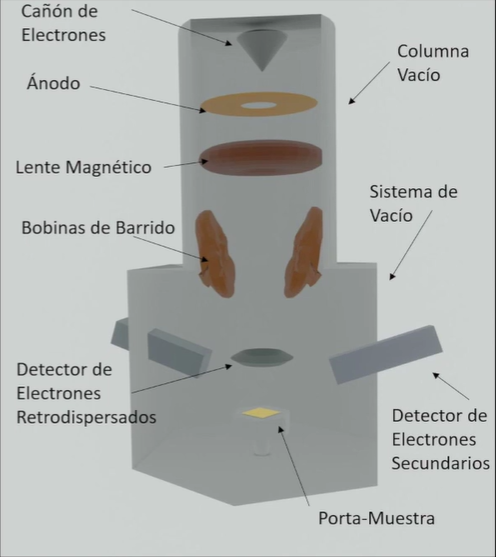 Cañón de
Electrones
Columna
Vacío
Ánodo
Lente Magnético
Sistema de
Vacío
Bobinas de Barrido
Detector de
Electrones
Retrodispersados
Detector de
Electrones
Secundarios
Porta-Muestra